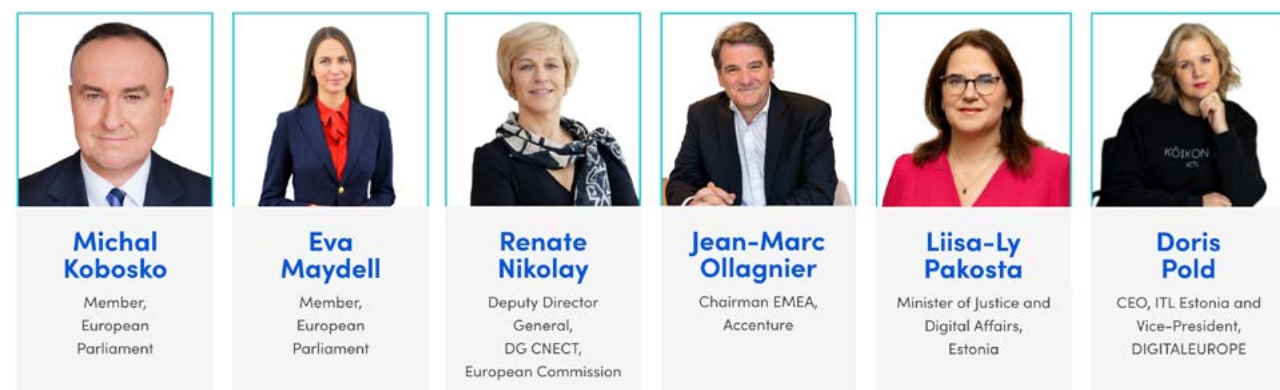 Michal
Kobosko
Member,
European
Parliament
Eva
Maydell
Member,
European
Parliament
Renate
Nikolay
Deputy Director
General,
DG CNECT,
European Commission
Jean-Marc
Ollagnier
Chairman EMEA,
Accenture
Liisa-Ly
Pakosta
Minister of Justice and
Digital Affairs,
Estonia
KÕIK ON
Doris
Pold
CEO, ITL Estonia and
Vice-President,
DIGITALEUROPE